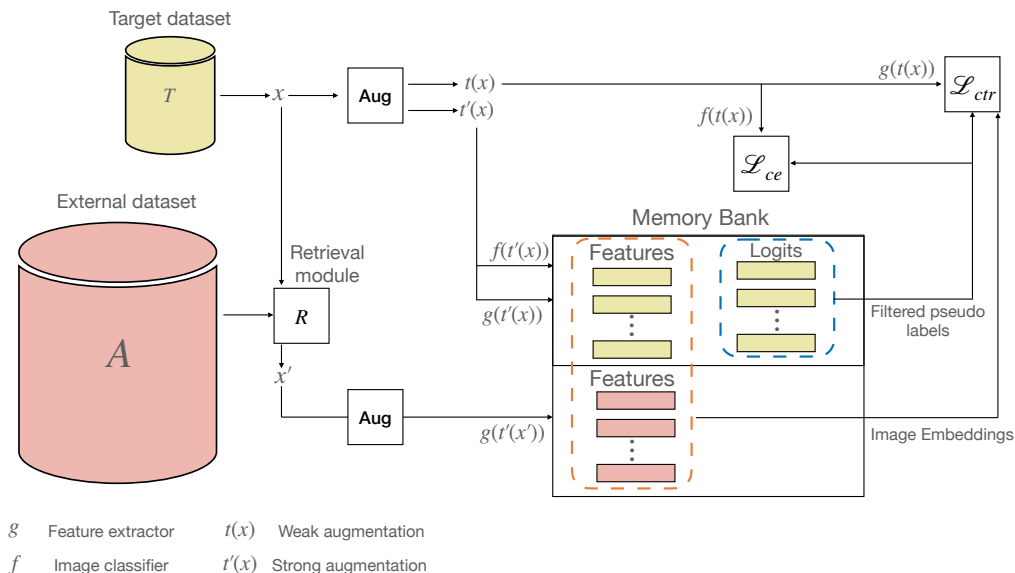 Target dataset
T
x
Aug
t(x)
t′(x)
g(t(x))
ℒctr
f(t(x))
ℒce
External dataset
A
Retrieval
module
R
x′
Aug
Memory Bank
f(t′(x))
g(t′(x))
g(t′(x′))
Features
Logits
Features
Filtered pseudo
labels
Image Embeddings
g Feature extractor t(x) Weak augmentation
f Image classifier t′(x) Strong augmentation